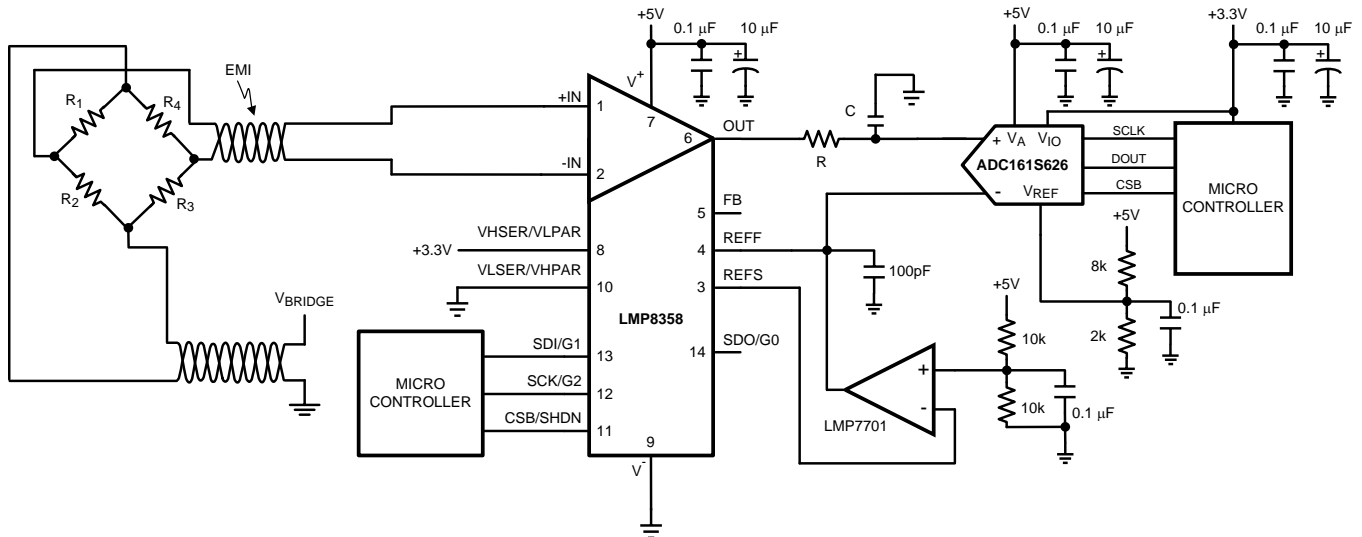 +5V
0.1 µF
10 µF
+5V
0.1 µF
10 µF
+3.3V
0.1 µF
10 µF
EMI
R1
R4
R2
R3
+IN
1
-IN
2
V+
7
6
OUT
R
C
+
-
VA
VIO
ADC161S626
VREF
SCLK
DOUT
CSB
MICRO
CONTROLLER
5
FB
VHSER/VLPAR
+3.3V
8
4
REFF
100pF
VLSER/VHPAR
10
3
REFS
LMP8358
+5V
8k
2k
0.1 µF
VBRIDGE
MICRO
CONTROLLER
SDI/G1
13
SCK/G2
12
CSB/SHDN
11
14
SDO/G0
+5V
10k
10k
0.1 µF
+
-
LMP7701
9
V-